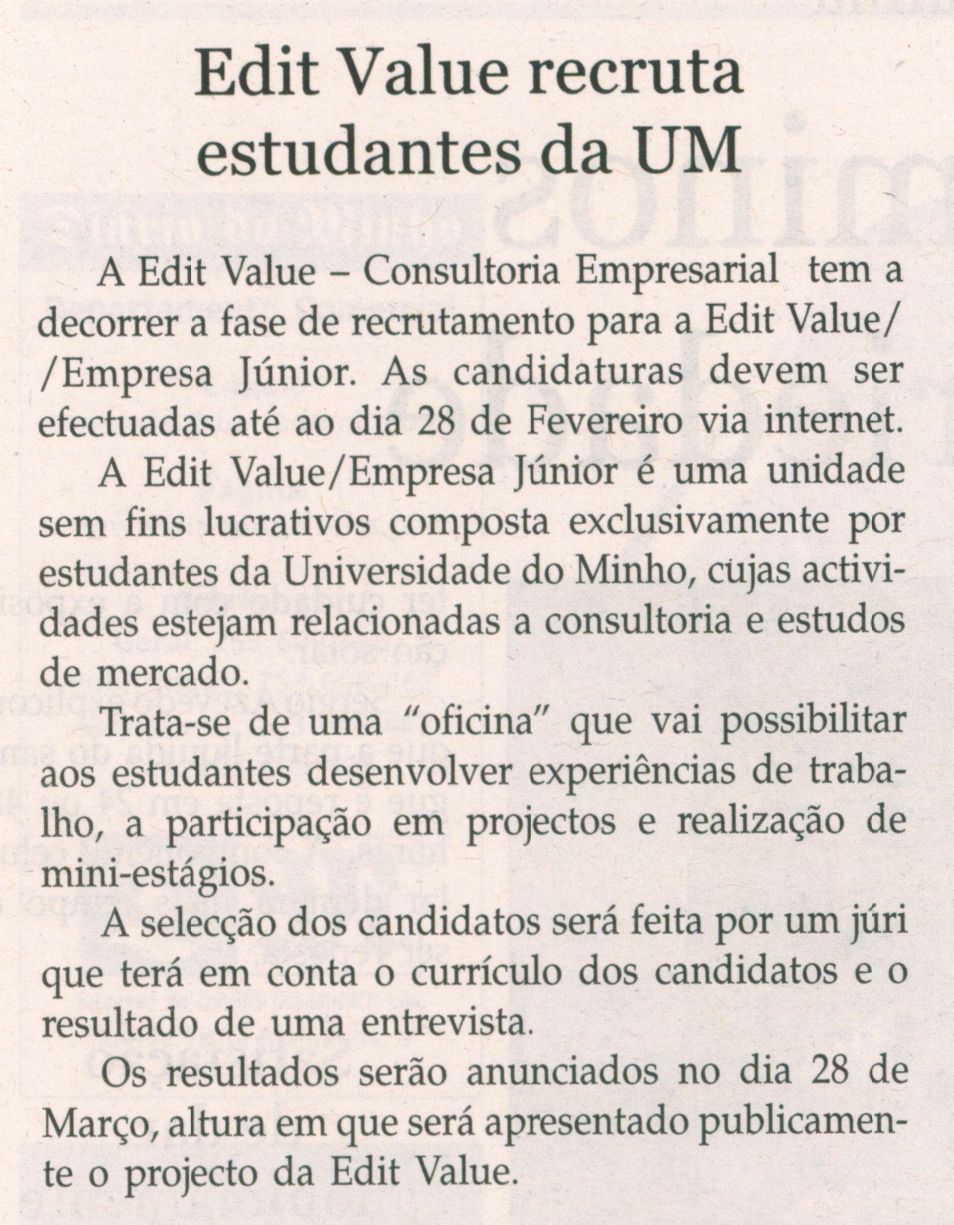 Edit Value recruta
estudantes da UM
A Edit Value – Consultoria Empresarial tem a
decorrer a fase de recrutamento para a Edit Value/
/Empresa Júnior. As candidaturas devem ser
efectuadas até ao dia 28 de Fevereiro via internet.
A Edit Value/Empresa Júnior é uma unidade
sem fins lucrativos composta exclusivamente por
estudantes da Universidade do Minho, cujas activi-
dades estejam relacionadas a consultoria e estudos
de mercado.
Trata-se de uma “oficina” que vai possibilitar
aos estudantes desenvolver experiências de traba-
lho, a participação em projectos e realização de
mini-estágios.
A selecção dos candidatos será feita por um júri
que terá em conta o currículo dos candidatos e o
resultado de uma entrevista.
Os resultados serão anunciados no dia 28 de
Março, altura em que será apresentado publicamen-
te o projecto da Edit Value.